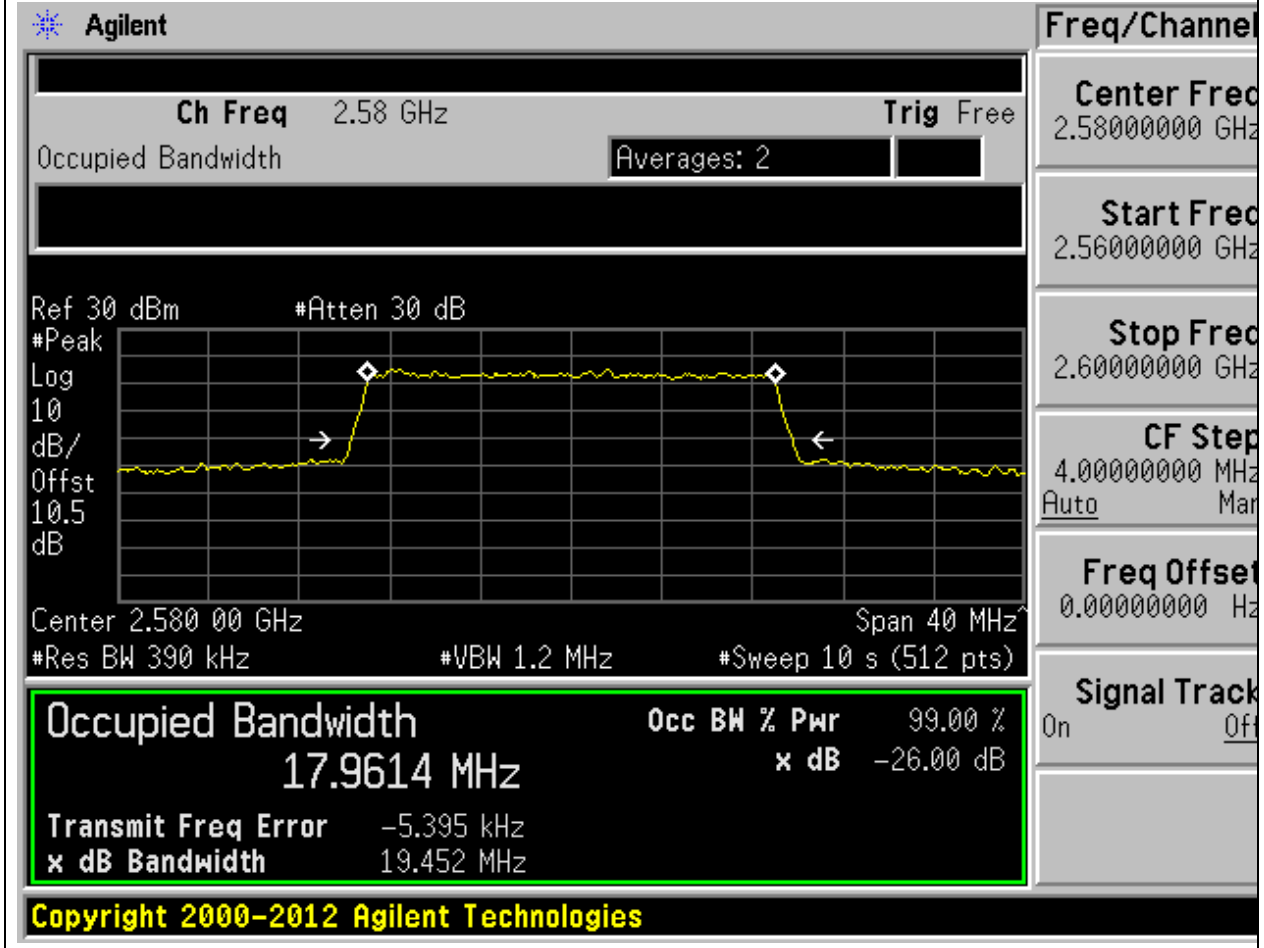 Agilent
Freq/Channel
Ch Freq 2.58 GHz Trig Free
Occupied Bandwidth Averages: 2
Center Freq
2.58000000 GHz
Start Freq
2.56000000 GHz
Stop Freq
2.60000000 GHz
CF Step
4.00000000 MHz
Auto Man
Freq Offset
0.00000000 Hz
Signal Track
On Off
Ref 30 dBm #Atten 30 dB
#Peak
Log
10
dB/
Offst
10.5
dB
Center 2.580 00 GHz Span 40 MHz^
#Res BW 390 kHz #VBW 1.2 MHz #Sweep 10 s (512 pts)
Occupied Bandwidth Occ BW % Pwr 99.00 %
17.9614 MHz x dB -26.00 dB
Transmit Freq Error -5.395 kHz
x dB Bandwidth 19.452 MHz
Copyright 2000-2012 Agilent Technologies